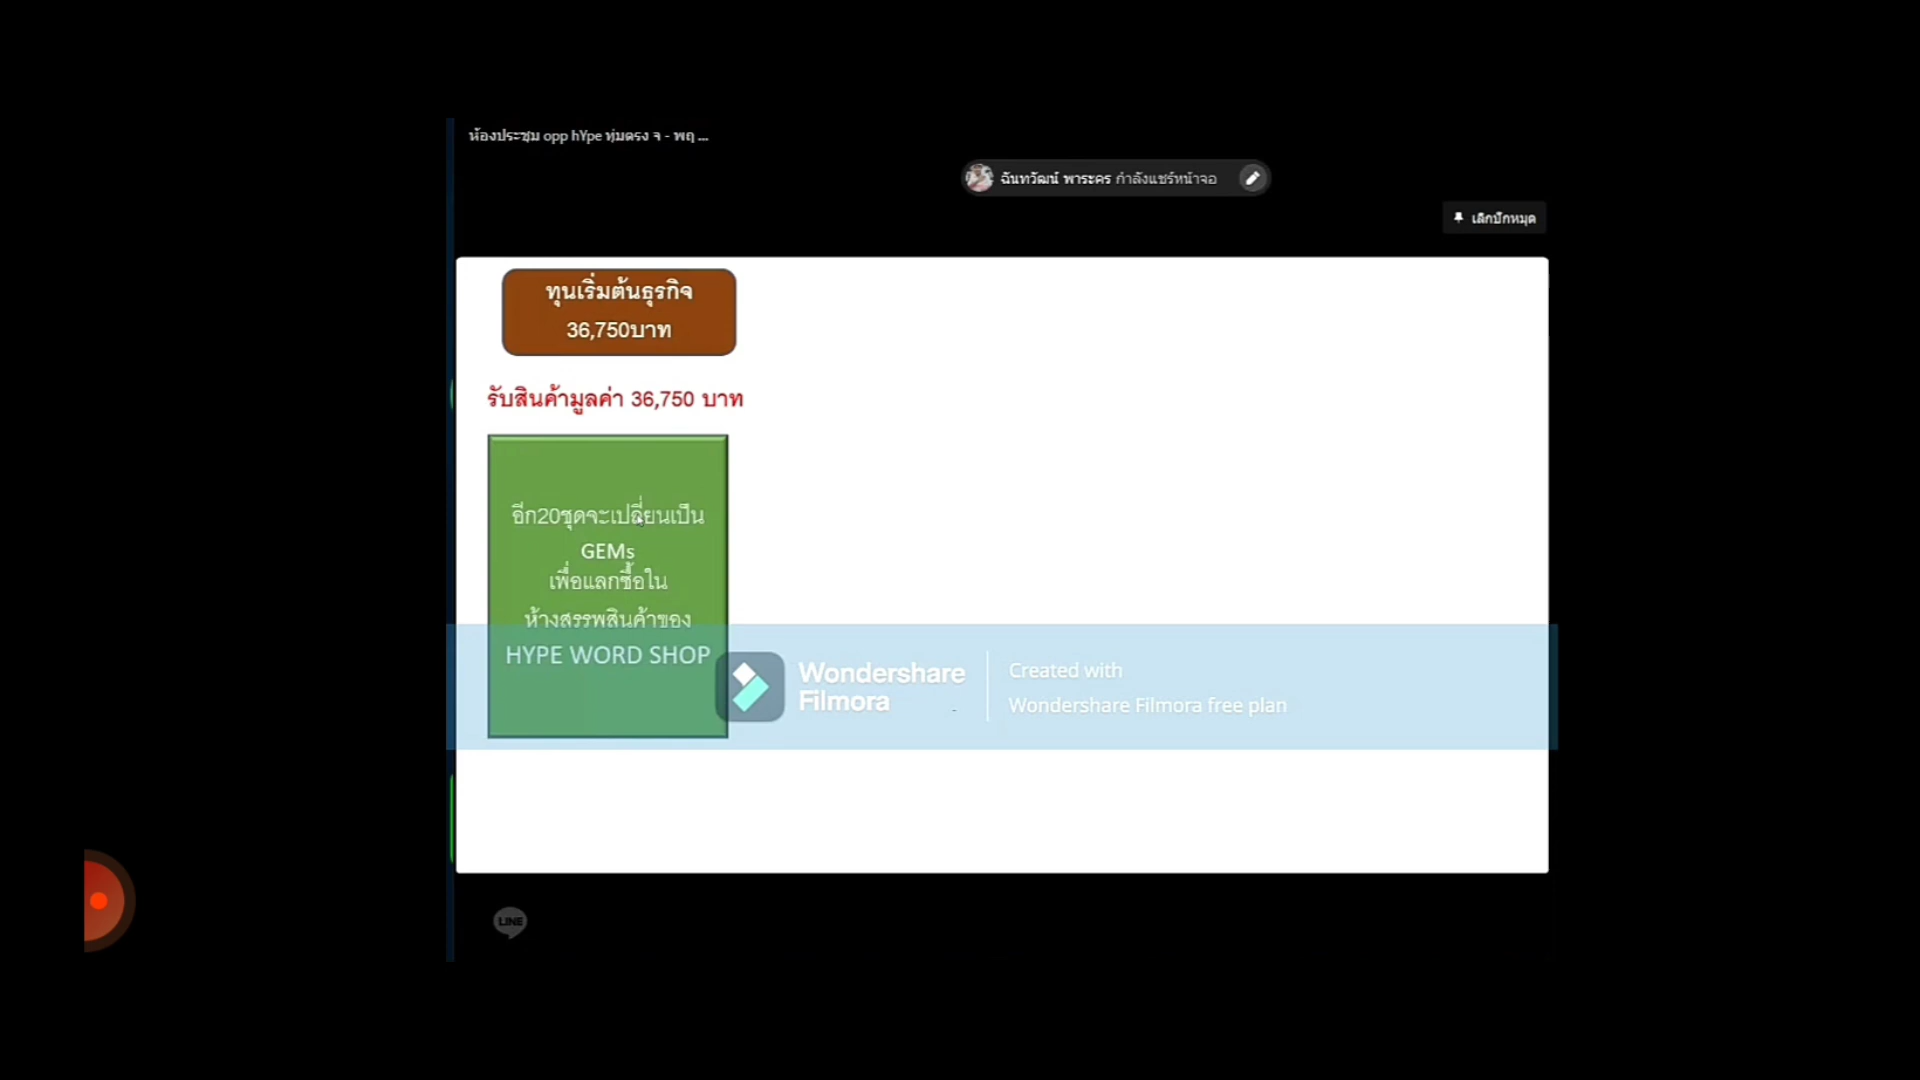 ห้องประชุม opp hYpe ทุ่มตรง จ - พฤ ...
ฉันทวัฒน์ พาระคร กำลังแชร์หน้าจอ
เลิกปักหมุด
ทุนเริ่มต้นธุรกิจ
36,750บาท
รับสินค้ามูลค่า 36,750 บาท
อีก20ชุดจะเปลี่ยนเป็น
GEMs
เพื่อแลกซื้อใน
ห้างสรรพสินค้าของ
HYPE WORD SHOP
Wondershare
Filmora
Created with
Wondershare Filmora free plan
LINE